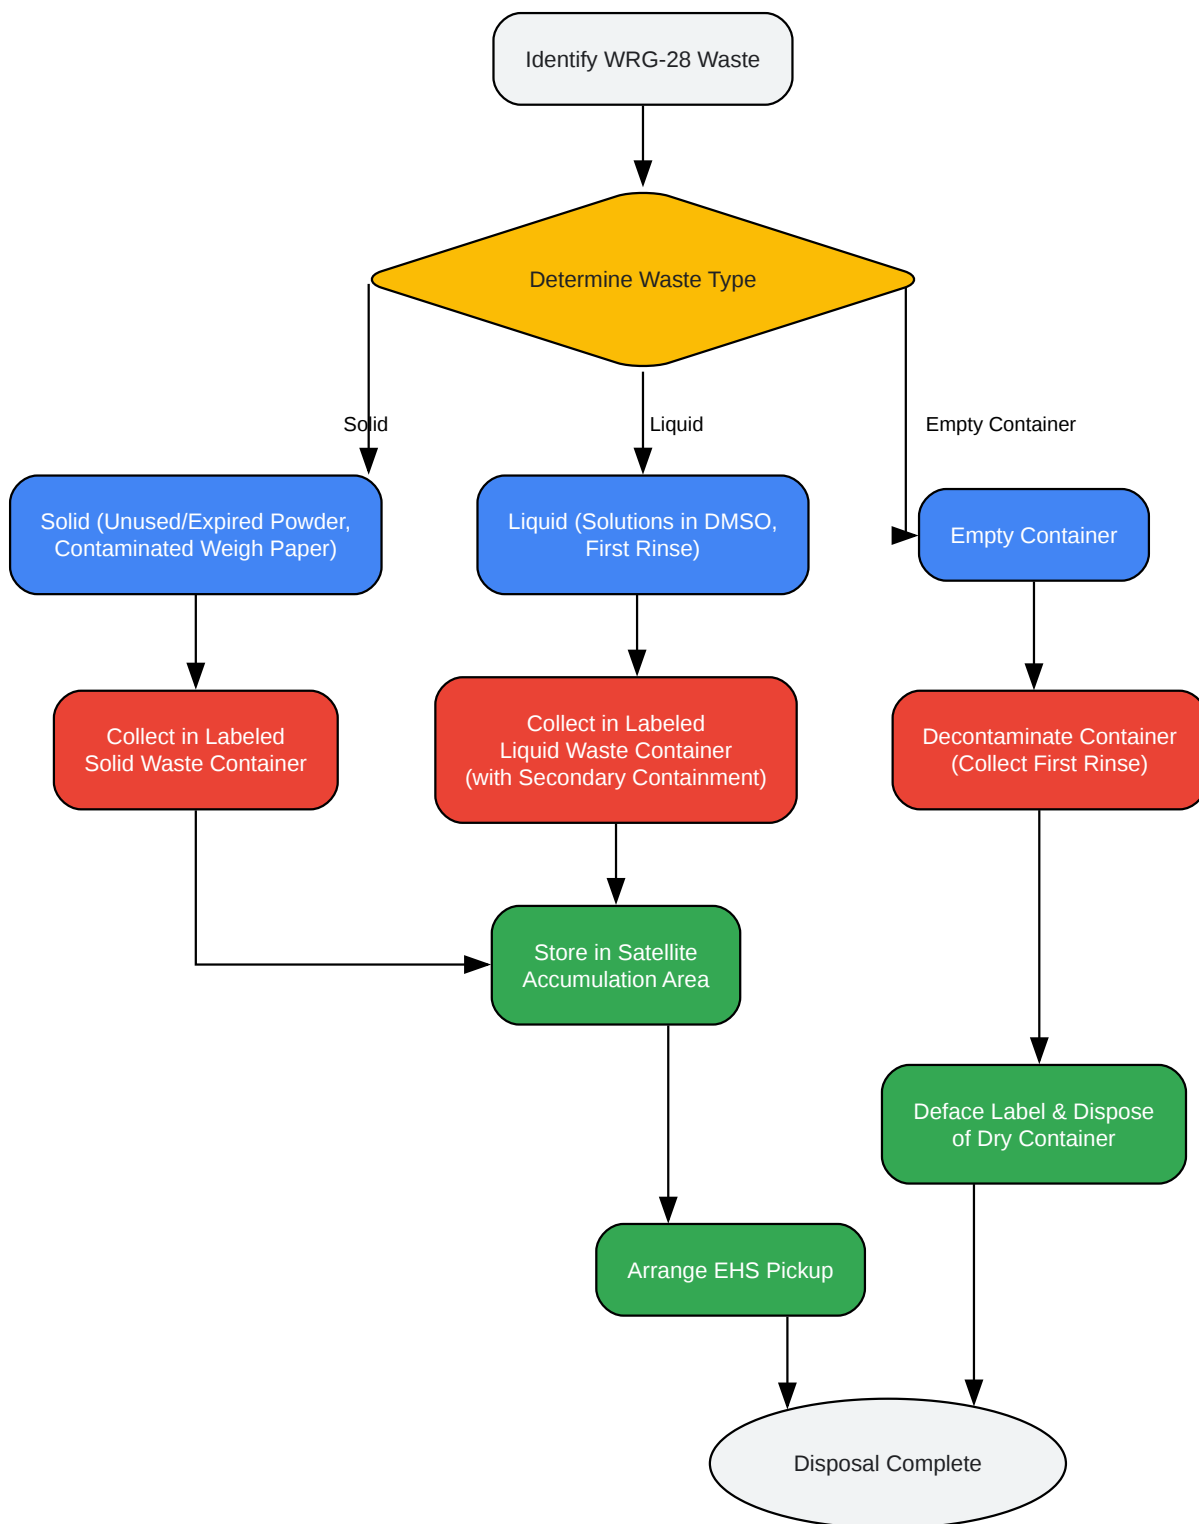 Identify WRG-28 Waste
Determine Waste Type
Solid
Liquid
Empty Container
Solid (Unused/Expired Powder,
Contaminated Weigh Paper)
Liquid (Solutions in DMSO,
First Rinse)
Empty Container
Collect in Labeled
Solid Waste Container
Collect in Labeled
Liquid Waste Container
(with Secondary Containment)
Decontaminate Container
(Collect First Rinse)
Store in Satellite
Accumulation Area
Deface Label & Dispose
of Dry Container
Arrange EHS Pickup
Disposal Complete